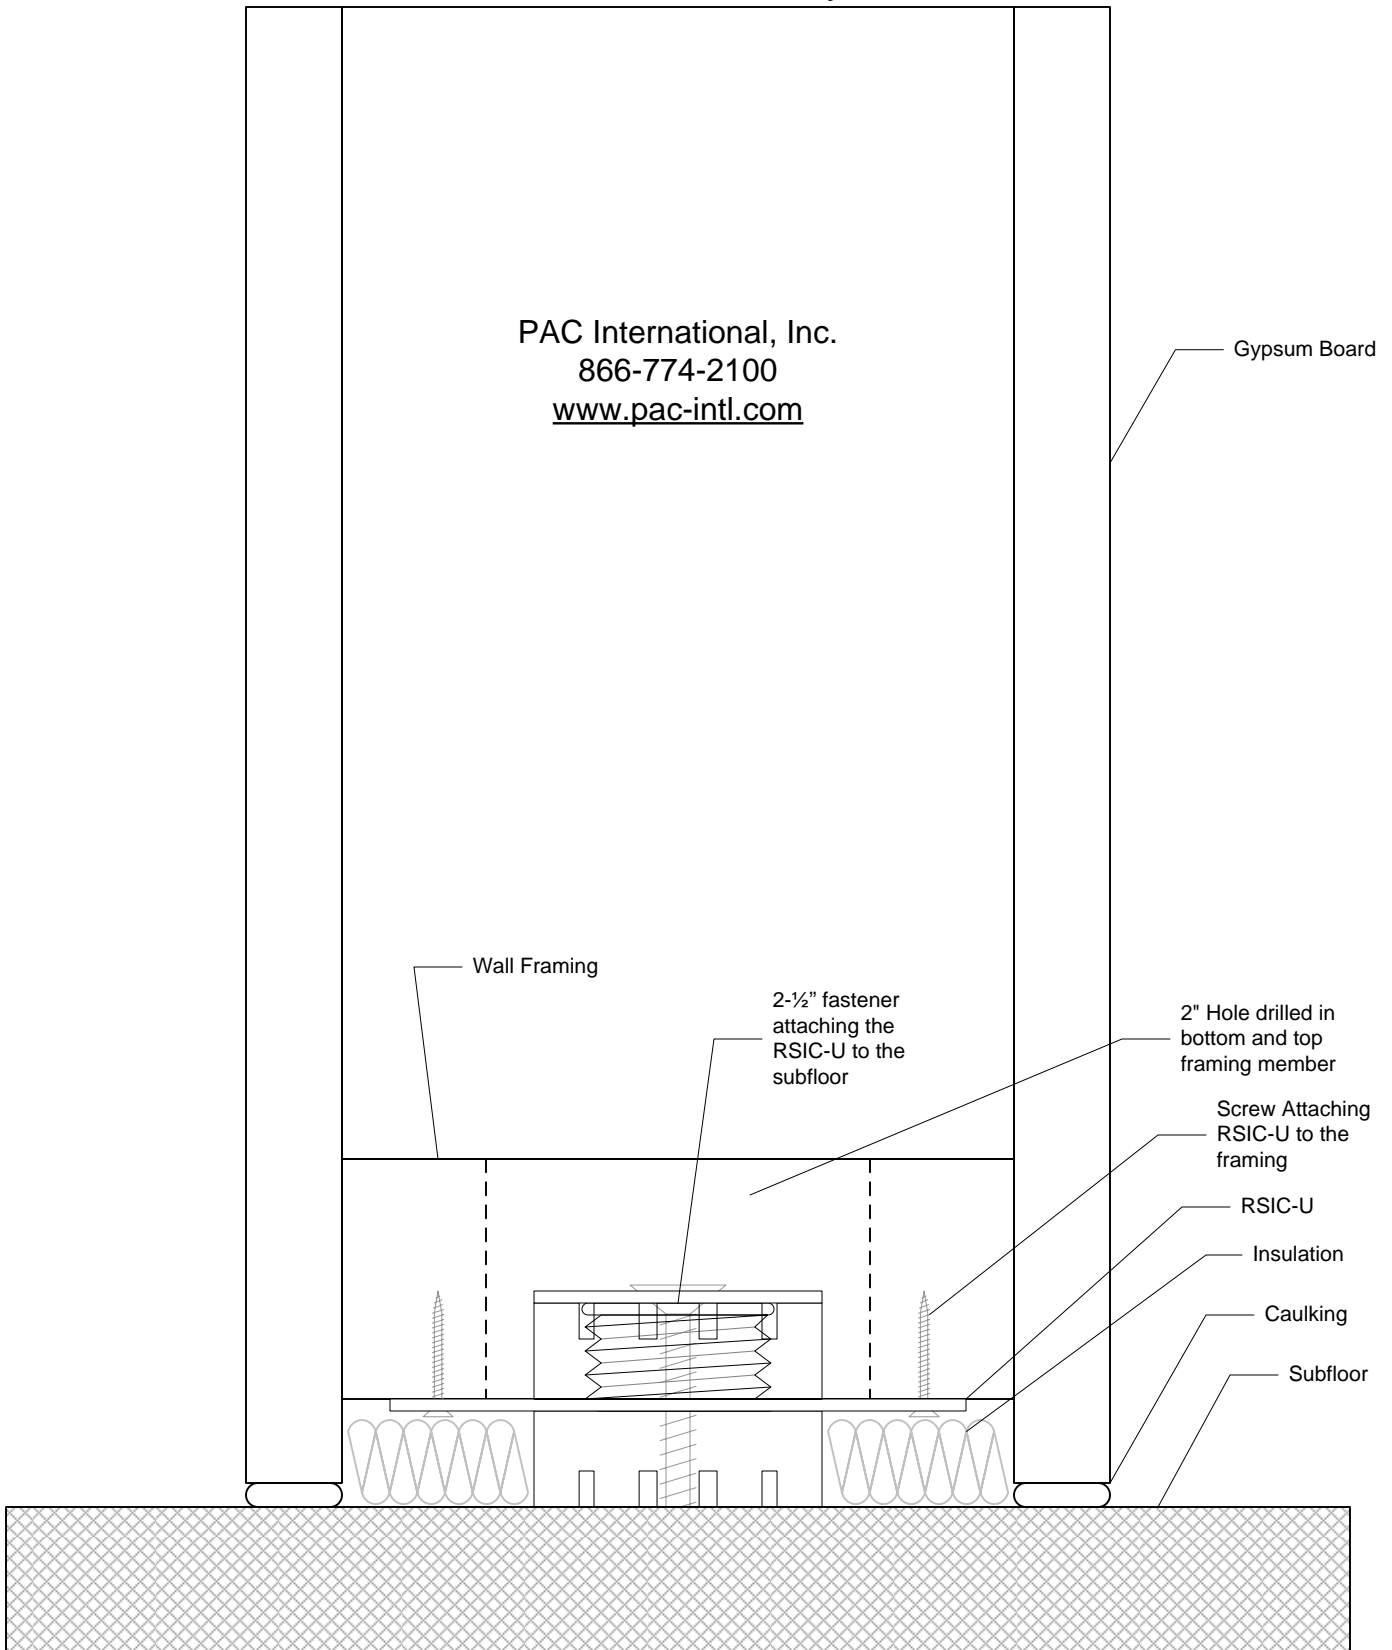 PAC International, Inc.
866-774-2100
www.pac-intl.com
Gypsum Board
Wall Framing
2-½” fastener
attaching the
RSIC-U to the
subfloor
2" Hole drilled in
bottom and top
framing member
Screw Attaching
RSIC-U to the
framing
RSIC-U
Insulation
Caulking
Subfloor